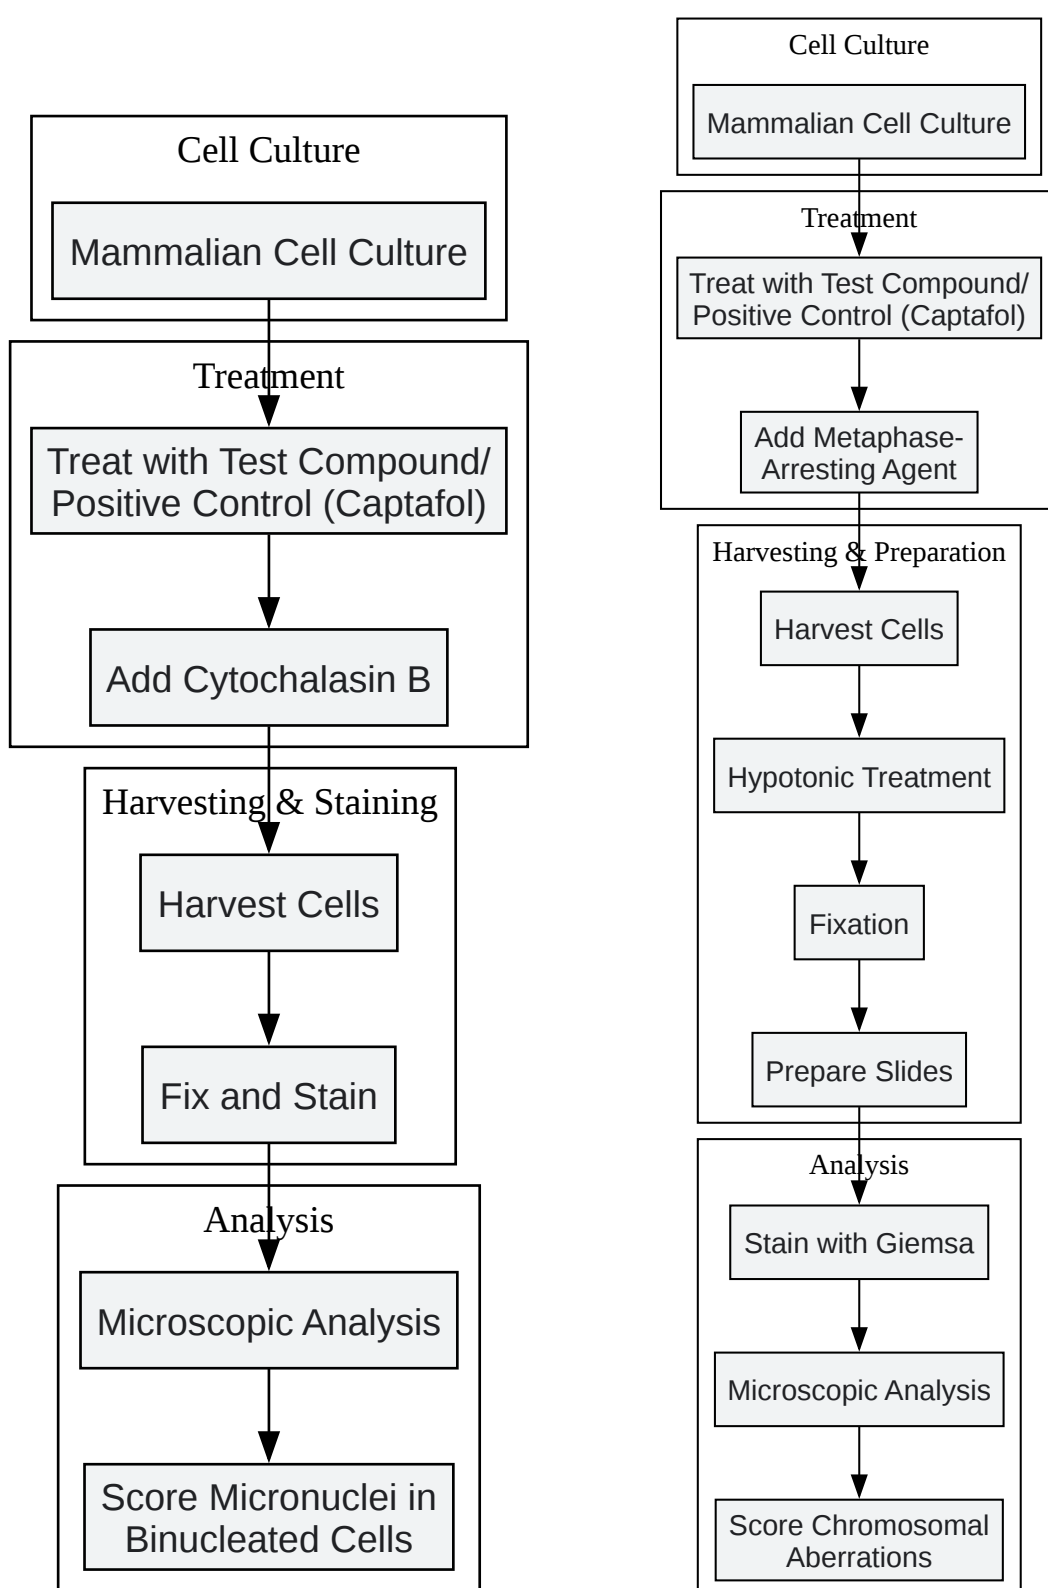 Cell Culture
Mammalian Cell Culture
Treatment
Treat with Test Compound/
Positive Control (Captafol)
Add Cytochalasin B
Harvesting & Staining
Harvest Cells
Fix and Stain
Analysis
Microscopic Analysis
Score Micronuclei in
Binucleated Cells
Cell Culture
Mammalian Cell Culture
Treatment
Treat with Test Compound/
Positive Control (Captafol)
Add Metaphase-
Arresting Agent
Harvesting & Preparation
Harvest Cells
Hypotonic Treatment
Fixation
Prepare Slides
Analysis
Stain with Giemsa
Microscopic Analysis
Score Chromosomal
Aberrations